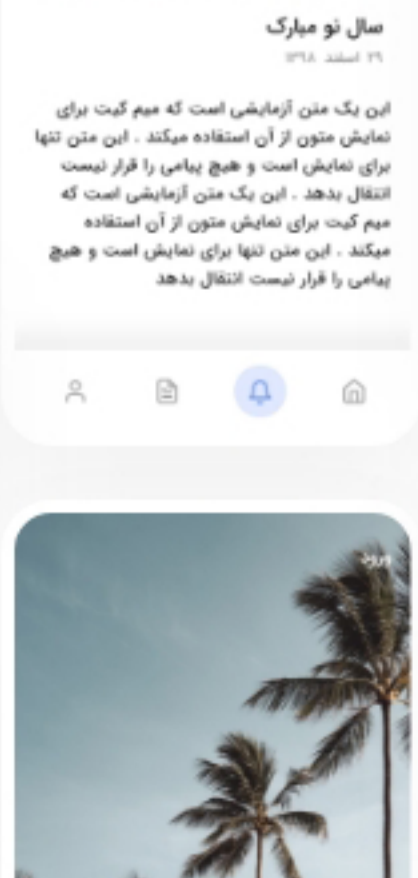 سال نو مبارک
۲۹ اسفند ۱۳۹۸
این یک متن آزمایشی است که میم کیت برای
نمایش متون از آن استفاده میکند . این متن تنها
برای نمایش است و هیچ پیامی را قرار نیست
انتقال بدهد . این یک متن آزمایشی است که
میم کیت برای نمایش متون از آن استفاده
میکند . این متن تنها برای نمایش است و هیچ
پیامی را قرار نیست انتقال بدهد
ورود